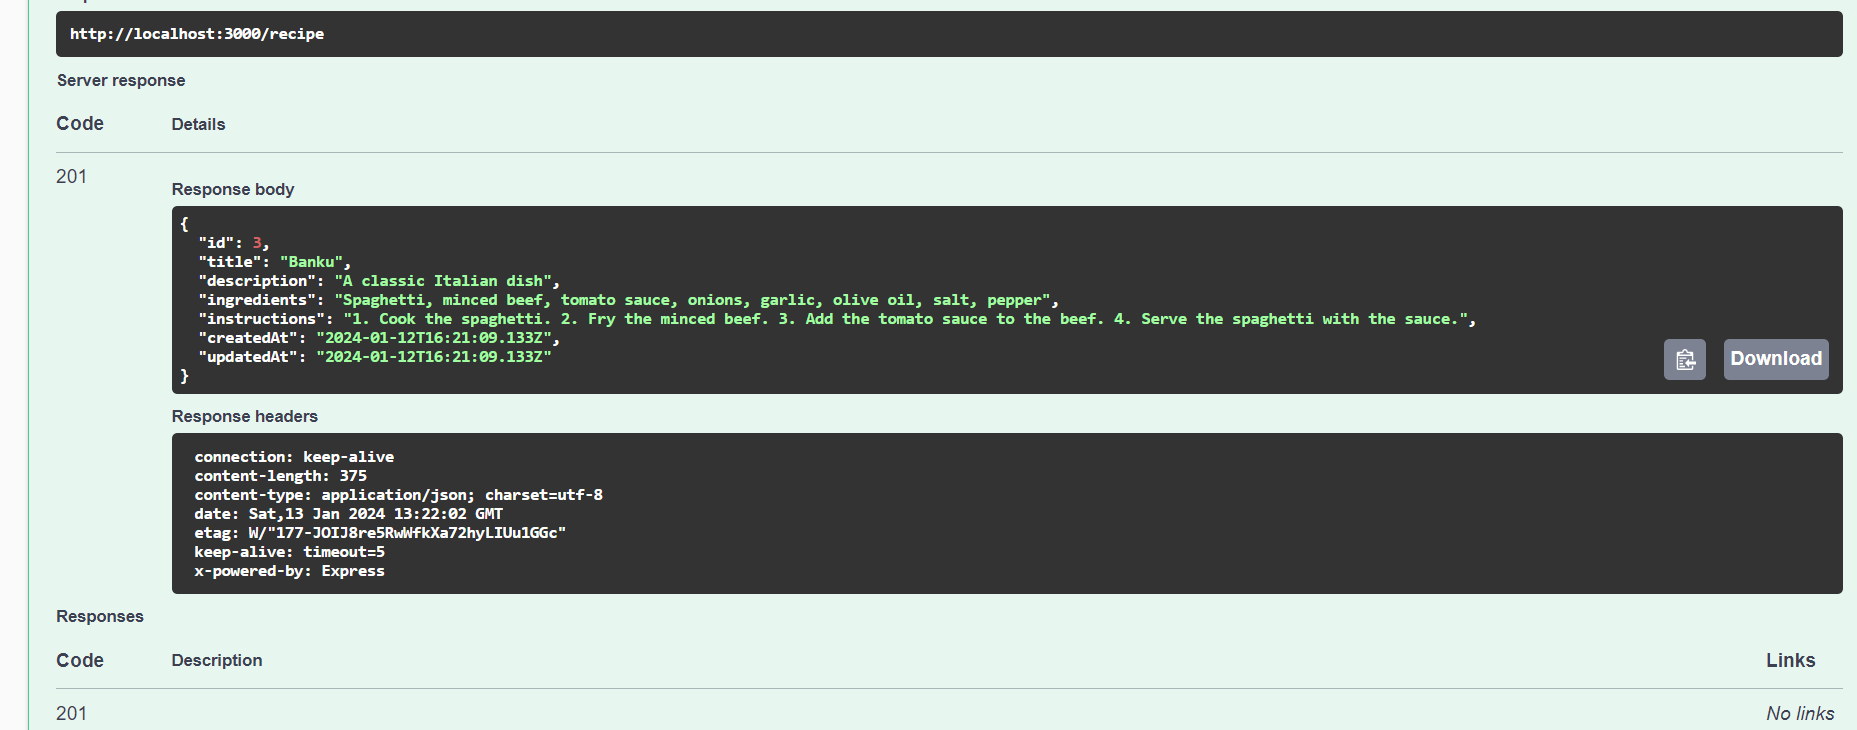 http://localhost:3000/recipe
Server response
Code Details
201
Response body
{
  "id": 3,
  "title": "Banku",
  "description": "A classic Italian dish",
  "ingredients": "Spaghetti, minced beef, tomato sauce, onions, garlic, olive oil, salt, pepper",
  "instructions": "1. Cook the spaghetti. 2. Fry the minced beef. 3. Add the tomato sauce to the beef. 4. Serve the spaghetti with the sauce.",
  "createdAt": "2024-01-12T16:21:09.133Z",
  "updatedAt": "2024-01-12T16:21:09.133Z"
}
Download
Response headers
connection: keep-alive
content-length: 375
content-type: application/json; charset=utf-8
date: Sat,13 Jan 2024 13:22:02 GMT
etag: W/"177-JOIJ8re5RwWfkXa72hyLIUu1GGc"
keep-alive: timeout=5
x-powered-by: Express
Responses
Code Description Links
201 No links